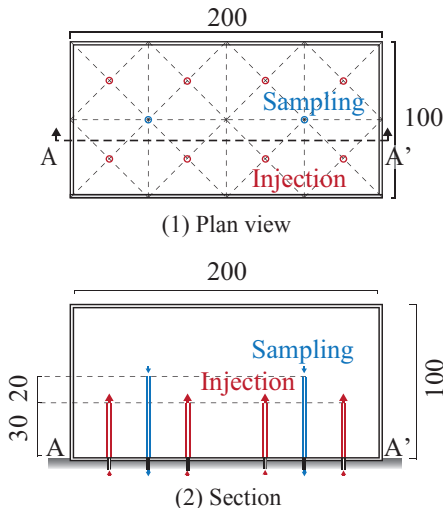 200
Sampling
100
A
A’
Injection
(1) Plan view
200
Sampling
Injection
20
100
30
A
A’
(2) Section